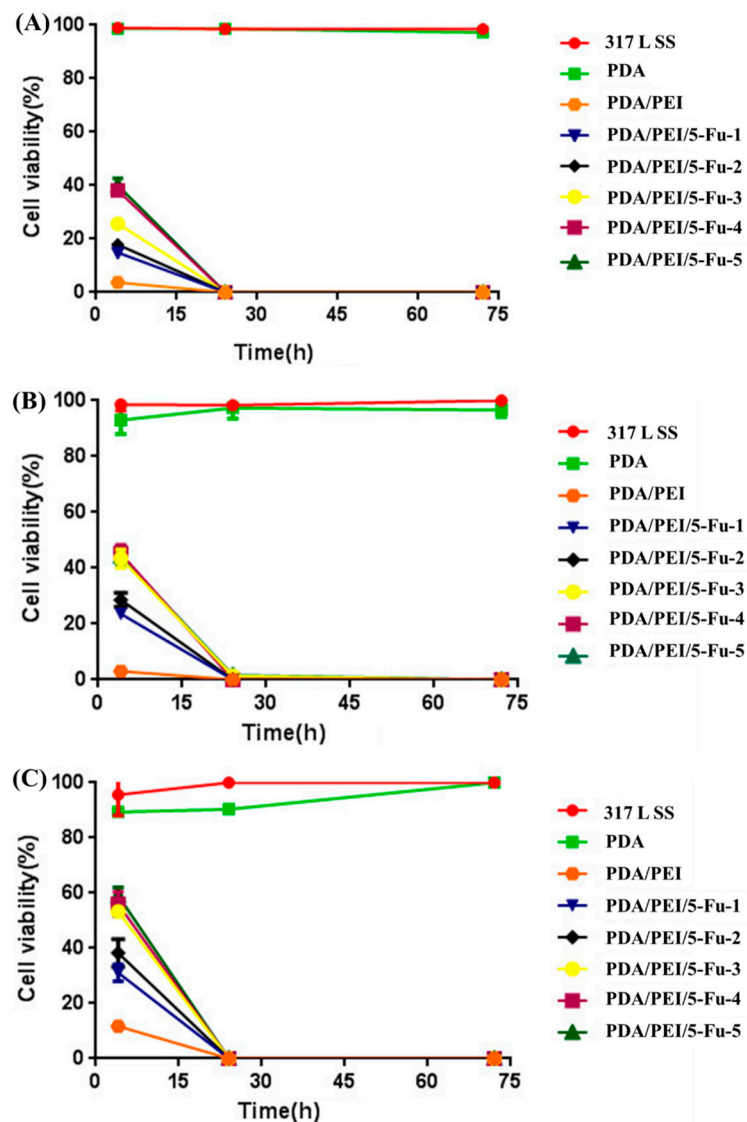 (A)
Cell viability(%)
100
80
60
40
20
0
0 15 30 45 60 75
Time(h)
317 L SS
PDA
PDA/PEI
PDA/PEI/5-Fu-1
PDA/PEI/5-Fu-2
PDA/PEI/5-Fu-3
PDA/PEI/5-Fu-4
PDA/PEI/5-Fu-5
(B)
Cell viability(%)
100
80
60
40
20
0
0 15 30 45 60 75
Time(h)
317 L SS
PDA
PDA/PEI
PDA/PEI/5-Fu-1
PDA/PEI/5-Fu-2
PDA/PEI/5-Fu-3
PDA/PEI/5-Fu-4
PDA/PEI/5-Fu-5
(C)
Cell viability(%)
100
80
60
40
20
0
0 15 30 45 60 75
Time(h)
317 L SS
PDA
PDA/PEI
PDA/PEI/5-Fu-1
PDA/PEI/5-Fu-2
PDA/PEI/5-Fu-3
PDA/PEI/5-Fu-4
PDA/PEI/5-Fu-5